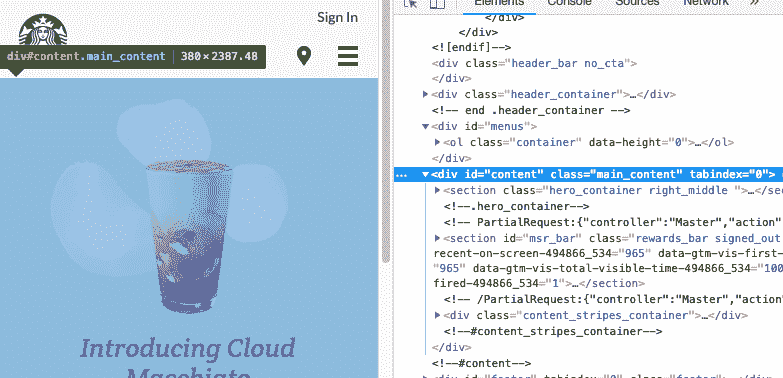 Sign In
div#content.main_content | 380 × 2387.48
Introducing Cloud
Macchiato
Elements Console Sources Network
</div>
</div>
<![endif]-->
<div class="header_bar no_cta">
</div>
<div class="header_container">…</div>
<!-- end .header_container -->
<div id="menus">
<ol class="container" data-height="0">…</ol>
</div>
<div id="content" class="main_content" tabindex="0">
<section class="hero_container right_middle ">…</se
<!--.hero_container-->
<!-- PartialRequest:{"controller":"Master","action"
<section id="msr_bar" class="rewards_bar signed_out
recent-on-screen-494866_534="965" data-gtm-vis-first-
"965" data-gtm-vis-total-visible-time-494866_534="100
fired-494866_534="1">…</section>
<!-- /PartialRequest:{"controller":"Master","action
<div class="content_stripes_container">…</div>
<!--#content_stripes_container-->
</div>
<!--#content-->